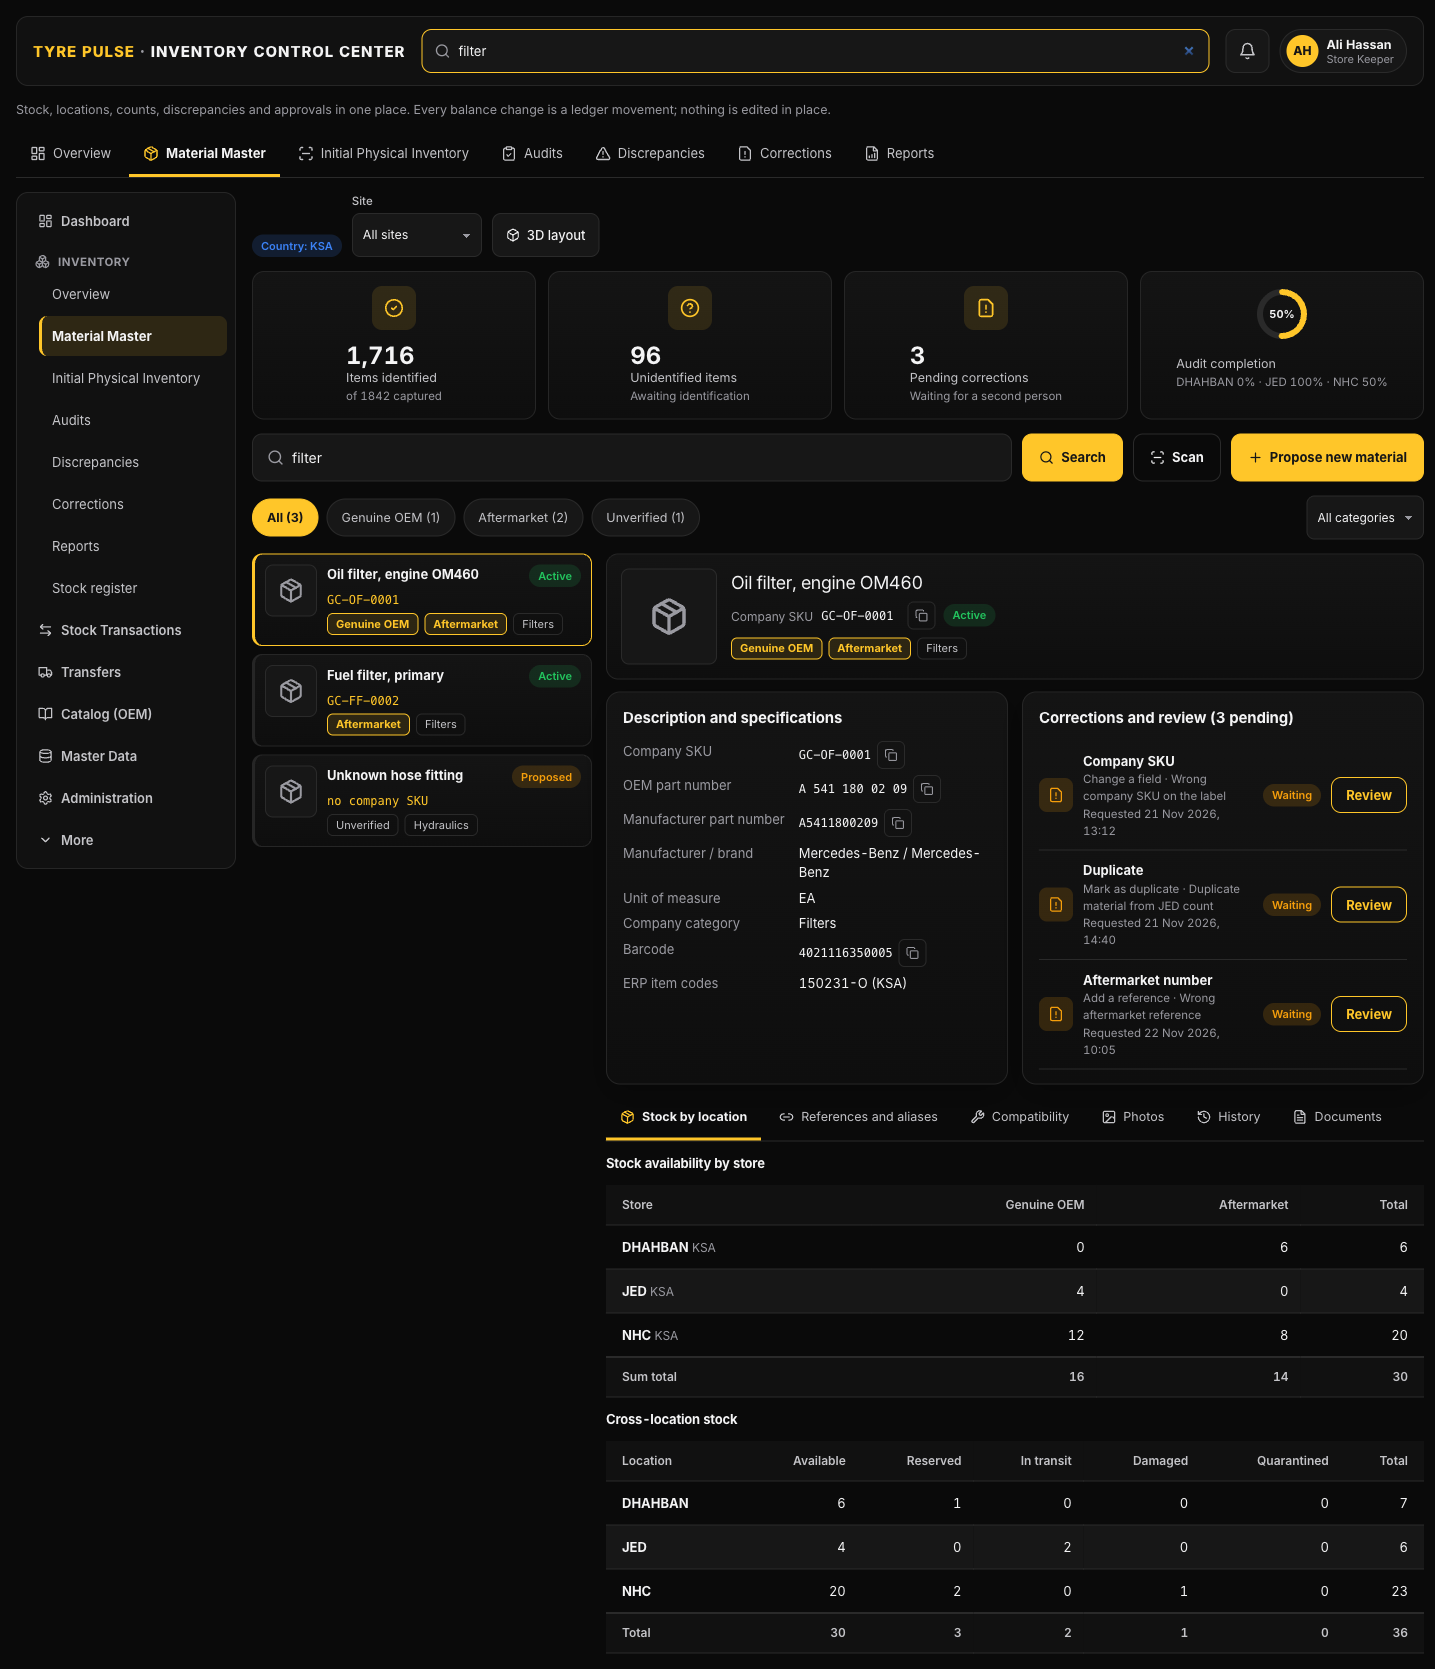 TYRE PULSE · INVENTORY CONTROL CENTER
filter
AH
Ali Hassan
Store Keeper
Stock, locations, counts, discrepancies and approvals in one place. Every balance change is a ledger movement; nothing is edited in place.
Overview
Material Master
Initial Physical Inventory
Audits
Discrepancies
Corrections
Reports
Dashboard
INVENTORY
Overview
Material Master
Initial Physical Inventory
Audits
Discrepancies
Corrections
Reports
Stock register
Stock Transactions
Transfers
Catalog (OEM)
Master Data
Administration
More
Country: KSA
Site
All sites
3D layout
1,716
Items identified
of 1842 captured
96
Unidentified items
Awaiting identification
3
Pending corrections
Waiting for a second person
50%
Audit completion
DHAHBAN 0% · JED 100% · NHC 50%
filter
Search
Scan
Propose new material
All (3)
Genuine OEM (1)
Aftermarket (2)
Unverified (1)
All categories
Oil filter, engine OM460
Active
GC-OF-0001
Genuine OEM
Aftermarket
Filters
Fuel filter, primary
Active
GC-FF-0002
Aftermarket
Filters
Unknown hose fitting
Proposed
no company SKU
Unverified
Hydraulics
Oil filter, engine OM460
Company SKU GC-OF-0001
Active
Genuine OEM
Aftermarket
Filters
Description and specifications
Company SKU GC-OF-0001
OEM part number A 541 180 02 09
Manufacturer part number A5411800209
Manufacturer / brand Mercedes-Benz / Mercedes-
Benz
Unit of measure EA
Company category Filters
Barcode 4021116350005
ERP item codes 150231-O (KSA)
Corrections and review (3 pending)
Company SKU
Change a field · Wrong
company SKU on the label
Requested 21 Nov 2026,
13:12
Waiting
Review
Duplicate
Mark as duplicate · Duplicate
material from JED count
Requested 21 Nov 2026,
14:40
Waiting
Review
Aftermarket number
Add a reference · Wrong
aftermarket reference
Requested 22 Nov 2026,
10:05
Waiting
Review
Stock by location
References and aliases
Compatibility
Photos
History
Documents
Stock availability by store
Store Genuine OEM Aftermarket Total
DHAHBAN KSA 0 6 6
JED KSA 4 0 4
NHC KSA 12 8 20
Sum total 16 14 30
Cross-location stock
Location Available Reserved In transit Damaged Quarantined Total
DHAHBAN 6 1 0 0 0 7
JED 4 0 2 0 0 6
NHC 20 2 0 1 0 23
Total 30 3 2 1 0 36